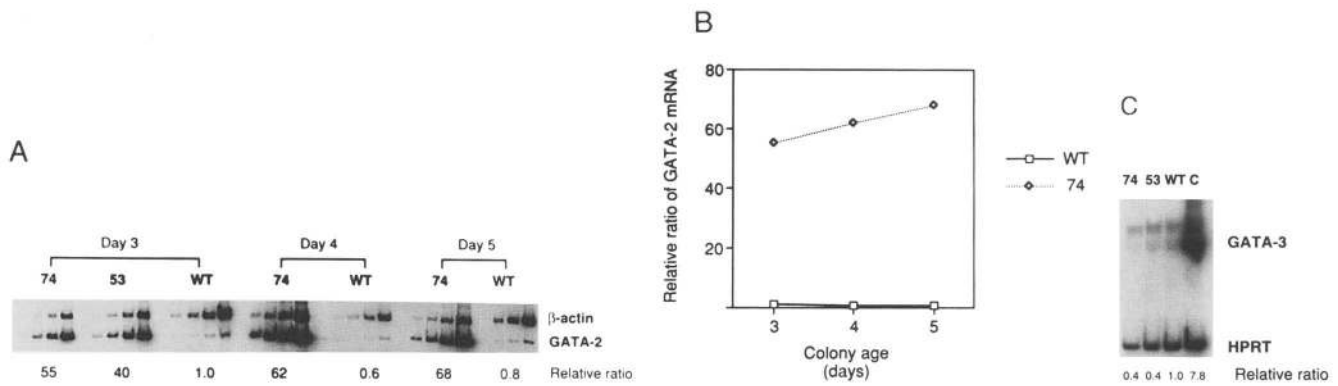 A
Day 3
Day 4
Day 5
74 53 WT 74 WT 74 WT
β-actin
GATA-2
55 40 1.0 62 0.6 68 0.8 Relative ratio
B
Relative ratio of GATA-2 mRNA
80
60
40
20
3 4 5
Colony age
(days)
WT
74
C
74 53 WT C
GATA-3
HPRT
0.4 0.4 1.0 7.8 Relative ratio